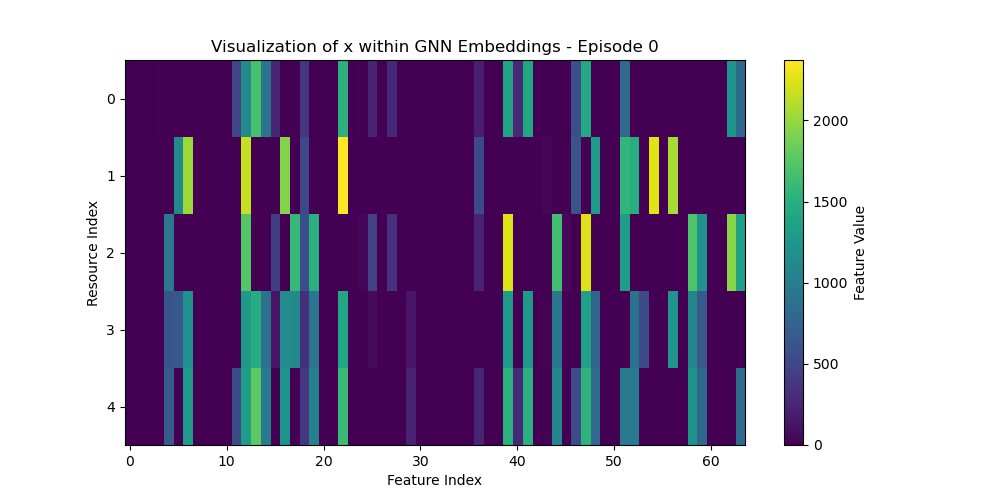 Visualization of x within GNN Embeddings - Episode 0
Resource Index
0
1
2
3
4
0 10 20 30 40 50 60
Feature Index
2000
1500
1000
500
0
Feature Value